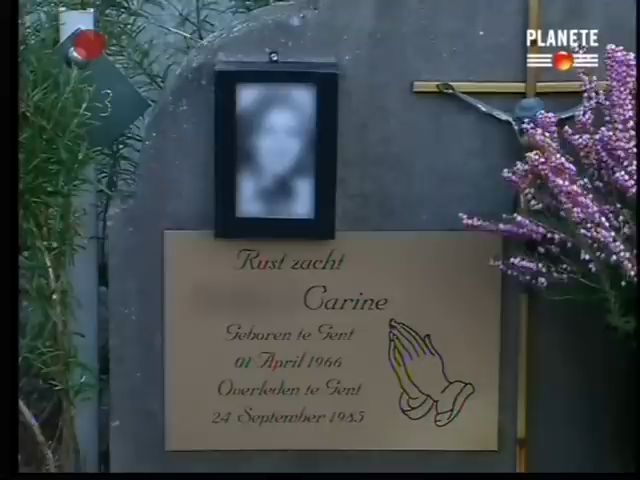 PLANETE
Rust zacht
Carine
Geboren te Gent
01 April 1966
Overleden te Gent
24 September 1985